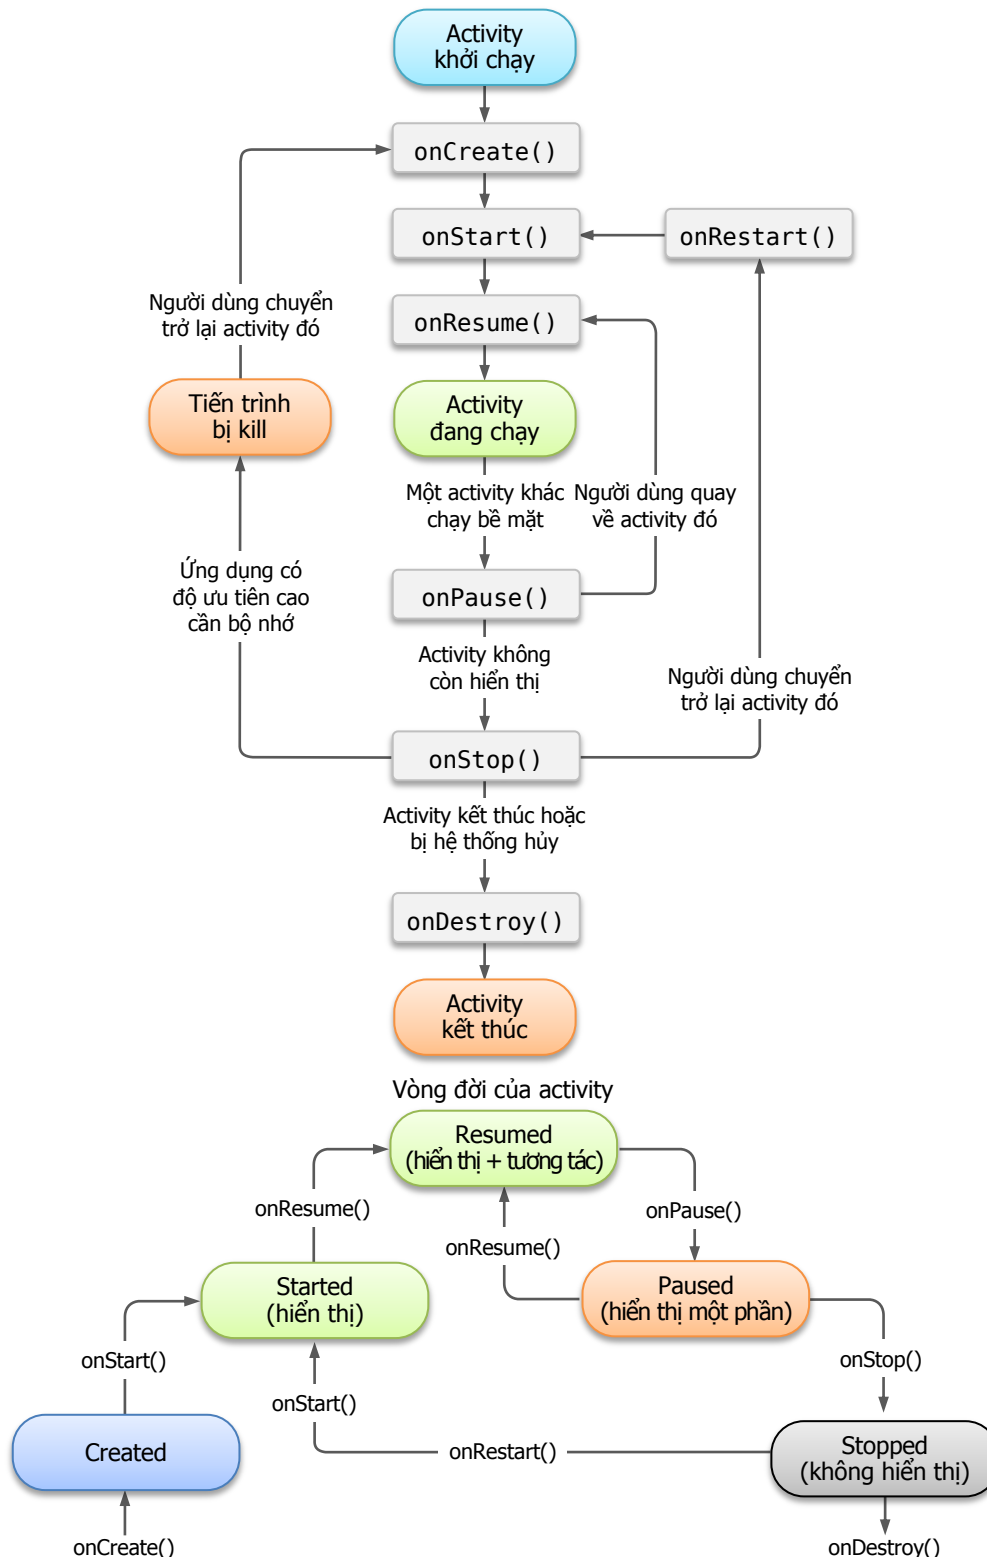 Activity
khởi chạy
onCreate()
onStart()
onRestart()
Người dùng chuyển
trở lại activity đó
onResume()
Tiến trình
bị kill
Activity
đang chạy
Một activity khác
chạy bề mặt
Người dùng quay
về activity đó
Ứng dụng có
độ ưu tiên cao
cần bộ nhớ
onPause()
Activity không
còn hiển thị
Người dùng chuyển
trở lại activity đó
onStop()
Activity kết thúc hoặc
bị hệ thống hủy
onDestroy()
Activity
kết thúc
Vòng đời của activity
Resumed
(hiển thị + tương tác)
onResume()
onPause()
onResume()
Started
(hiển thị)
Paused
(hiển thị một phần)
onStart()
onStop()
onStart()
Created
onRestart()
Stopped
(không hiển thị)
onCreate()
onDestroy()